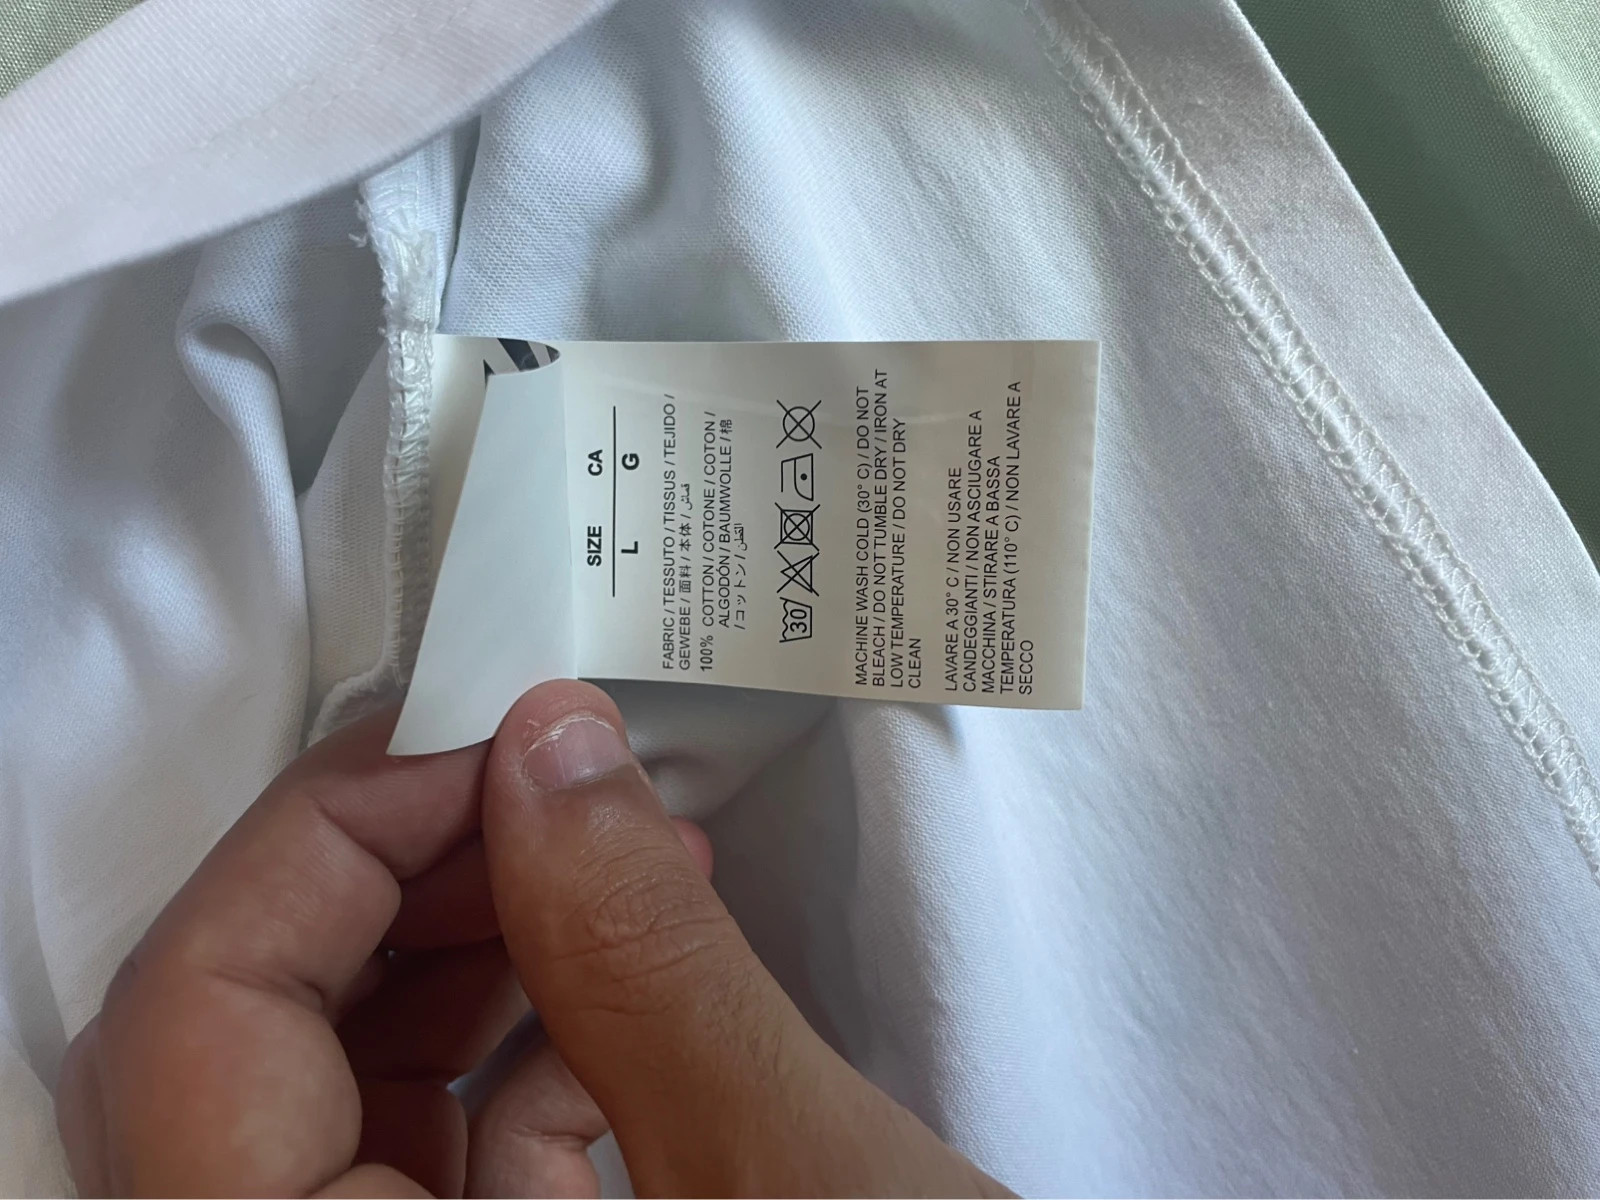 SIZE CA
L G
FABRIC / TESSUTO / TISSUS / TEJIDO /
GEWEBE / 面料 / 本体 / قماش
100% COTTON / COTONE / COTON /
ALGODÓN / BAUMWOLLE / 棉
/ コットン / القطن
30
MACHINE WASH COLD (30° C) / DO NOT
BLEACH / DO NOT TUMBLE DRY / IRON AT
LOW TEMPERATURE / DO NOT DRY
CLEAN
LAVARE A 30° C / NON USARE
CANDEGGIANTI / NON ASCIUGARE A
MACCHINA / STIRARE A BASSA
TEMPERATURA (110° C) / NON LAVARE A
SECCO